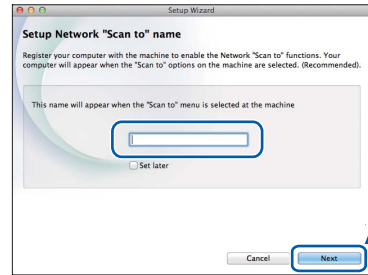 Setup Wizard
Setup Network "Scan to" name
Register your computer with the machine to enable the Network "Scan to" functions. Your
computer will appear when the "Scan to" options on the machine are selected. (Recommended).
This name will appear when the "Scan to" menu is selected at the machine
Set later
Cancel
Next